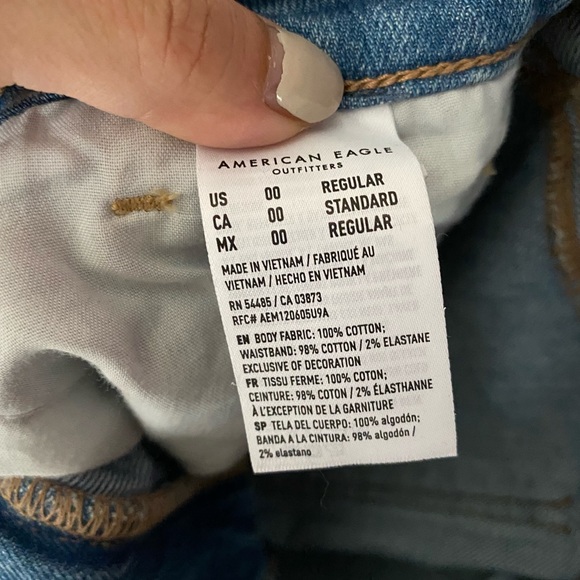 AMERICAN EAGLE
OUTFITTERS
US 00 REGULAR
CA 00 STANDARD
MX 00 REGULAR
MADE IN VIETNAM / FABRIQUÉ AU
VIETNAM / HECHO EN VIETNAM
RN 54485 / CA 03873
RFC# AEM120605U9A
EN BODY FABRIC: 100% COTTON;
WAISTBAND: 98% COTTON / 2% ELASTANE
EXCLUSIVE OF DECORATION
FR TISSU FERME: 100% COTON;
CEINTURE: 98% COTON / 2% ÉLASTHANNE
À L'EXCEPTION DE LA GARNITURE
SP TELA DEL CUERPO: 100% algodón;
BANDA A LA CINTURA: 98% algodón /
2% elastano